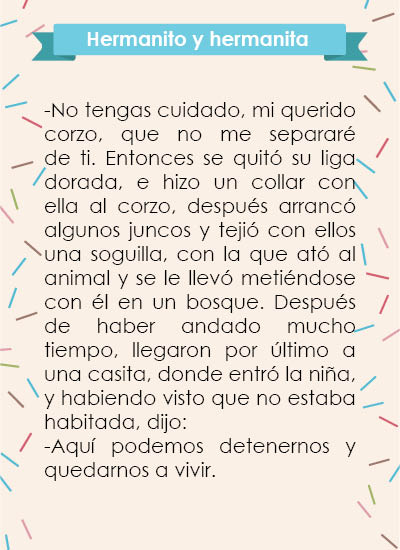 Hermanito y hermanita
-No tengas cuidado, mi querido
corzo, que no me separaré
de ti. Entonces se quitó su liga
dorada, e hizo un collar con
ella al corzo, después arrancó
algunos juncos y tejió con ellos
una soguilla, con la que ató al
animal y se le llevó metiéndose
con él en un bosque. Después
de haber andado mucho
tiempo, llegaron por último a
una casita, donde entró la niña,
y habiendo visto que no estaba
habitada, dijo:
-Aquí podemos detenernos y
quedarnos a vivir.